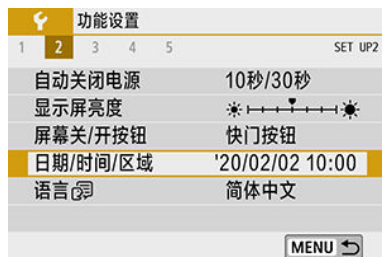 功能设置
1 2 3 4 5 SET UP2
自动关闭电源 10秒/30秒
显示屏亮度
屏幕关/开按钮 快门按钮
日期/时间/区域 '20/02/02 10:00
语言 简体中文
MENU